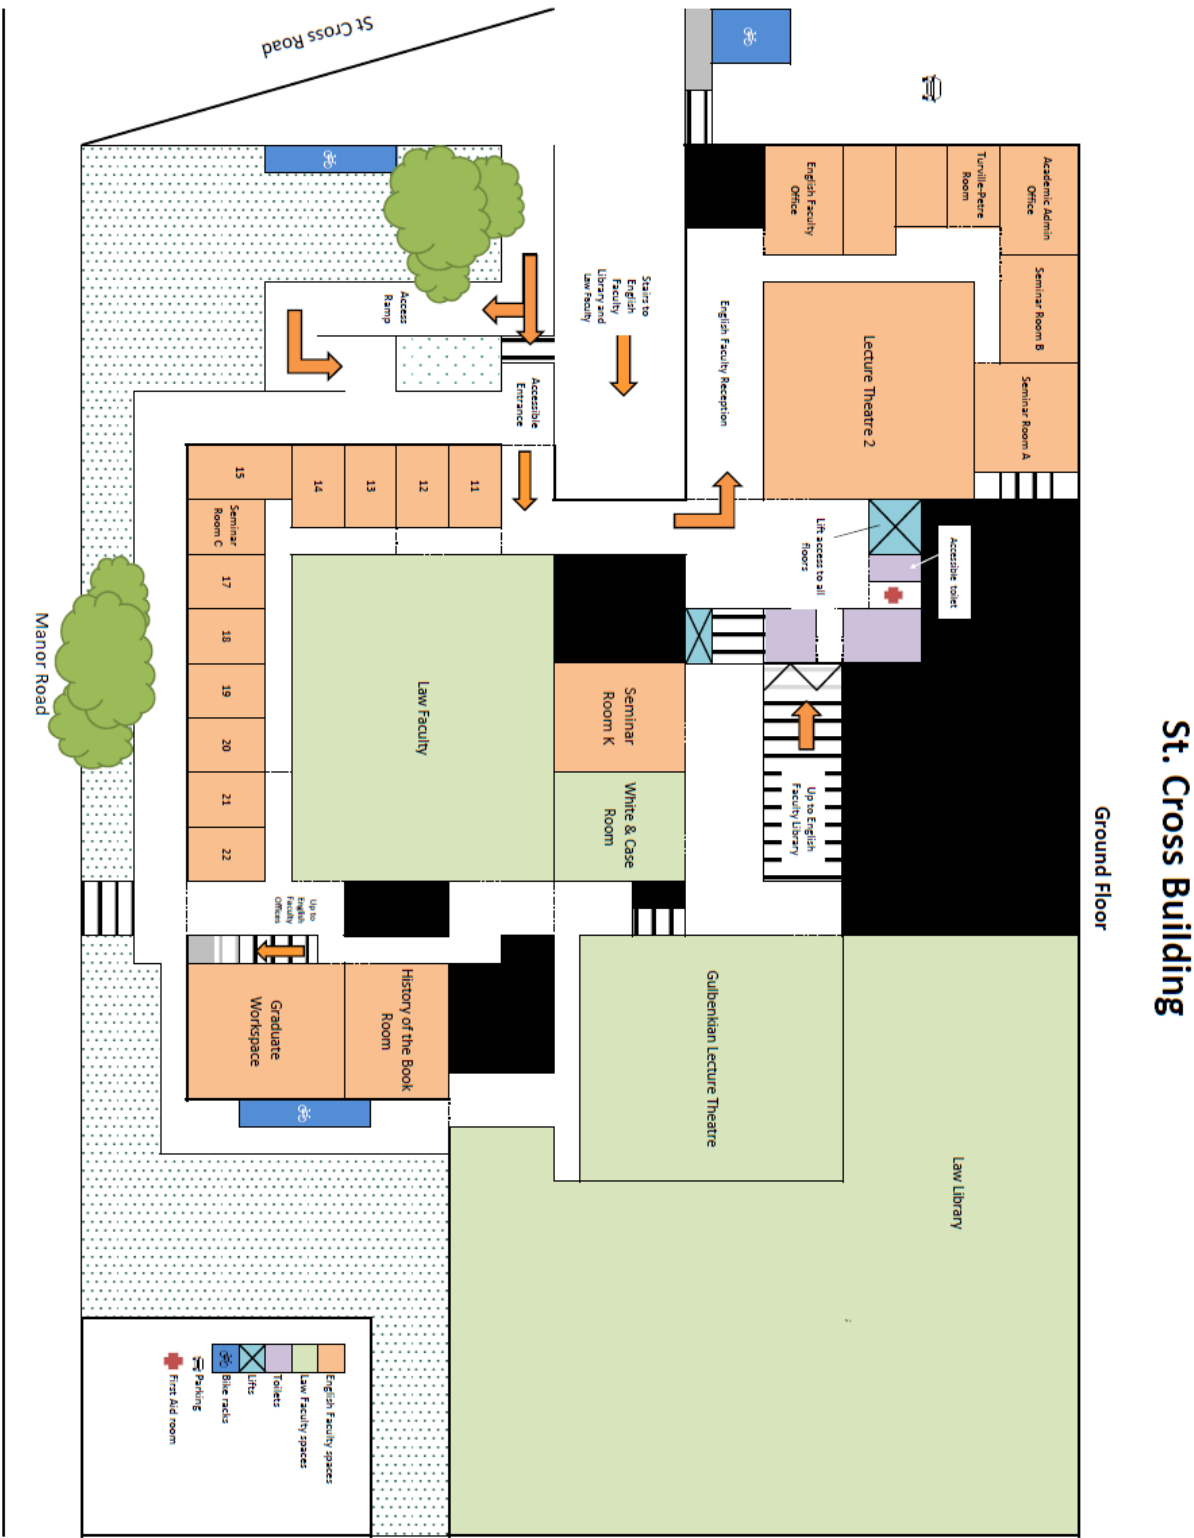 St. Cross Building
Ground Floor
St Cross Road
Manor Road
Academic Admin
Office
Turville-Petre
Room
English Faculty
Office
Seminar Room B
Seminar Room A
Lecture Theatre 2
English Faculty Reception
Stairs to
English
Faculty
Library and
Law Faculty
Access
Ramp
Accessible
Entrance
Lift access to all
floors
Accessible toilet
11
12
13
14
15
Seminar
Room C
17
18
19
20
21
22
Law Faculty
Seminar
Room K
White & Case
Room
Up to English
Faculty Library
Up to
English
Faculty
Offices
History of the Book
Room
Graduate
Workspace
Gulbenkian Lecture Theatre
Law Library
English Faculty spaces
Law Faculty spaces
Toilets
Lifts
Bike racks
Parking
First Aid room